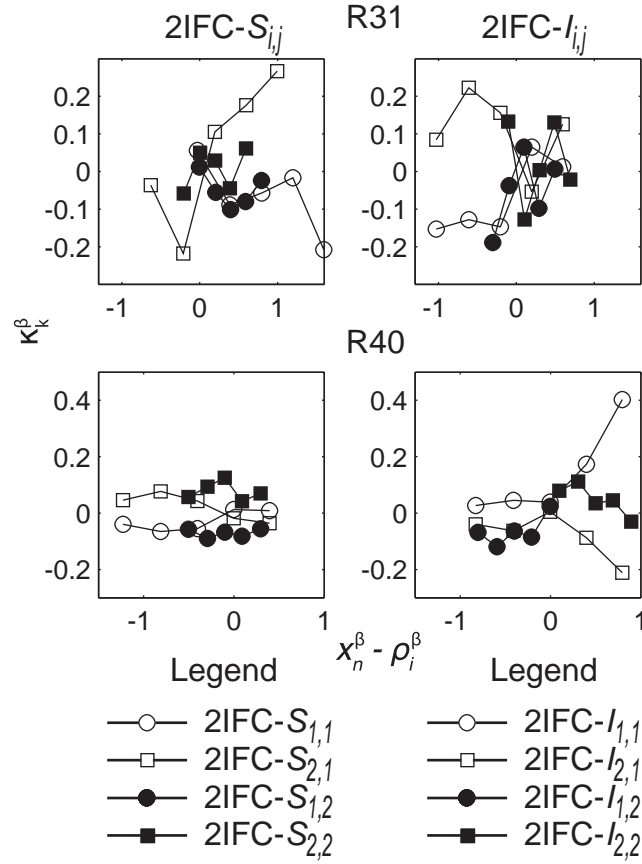 R31
2IFC-S_{i,j} 2IFC-I_{i,j}
0.2 0.2
0.1 0.1
0 0
-0.1 -0.1
-0.2 -0.2
-1 0 1 -1 0 1
κ_k^β
R40
0.4 0.4
0.2 0.2
0 0
-0.2 -0.2
-1 0 1 -1 0 1
x_n^β - ρ_i^β
Legend Legend
2IFC-S_{1,1} 2IFC-I_{1,1}
2IFC-S_{2,1} 2IFC-I_{2,1}
2IFC-S_{1,2} 2IFC-I_{1,2}
2IFC-S_{2,2} 2IFC-I_{2,2}